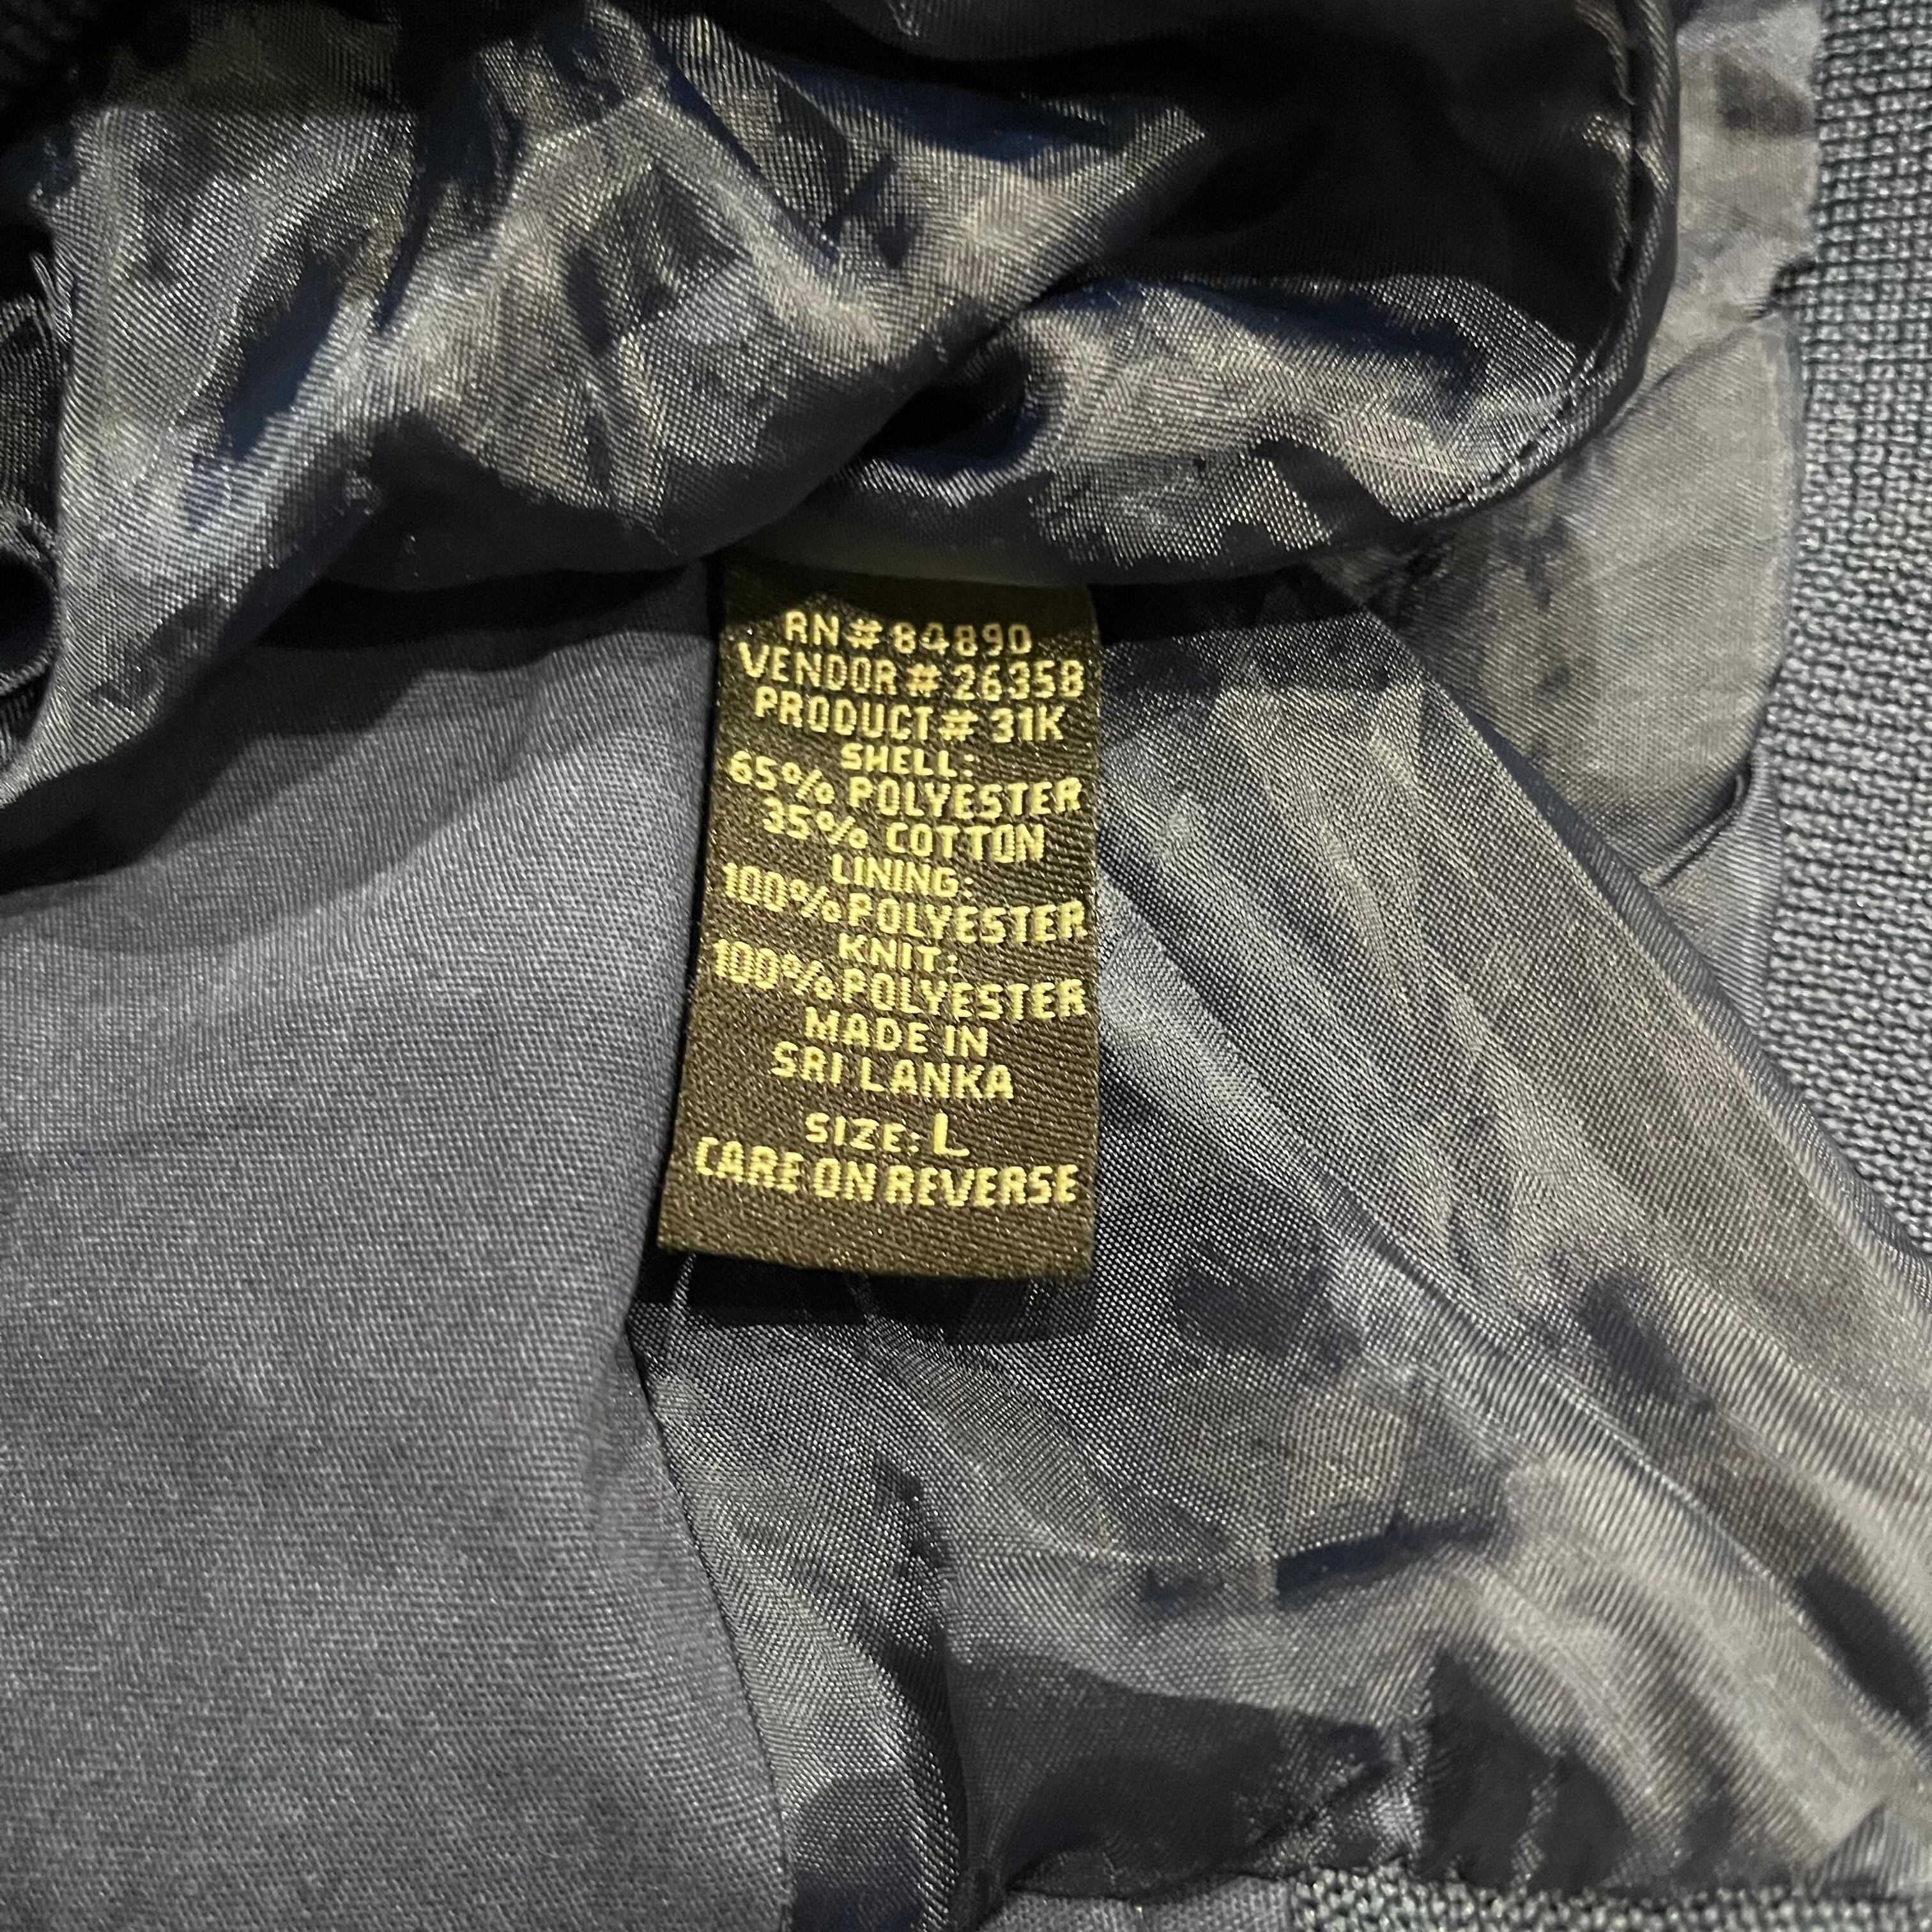 RN# 84890
VENDOR# 26358
PRODUCT# 31K
SHELL:
65% POLYESTER
35% COTTON
LINING:
100% POLYESTER
KNIT:
100% POLYESTER
MADE IN
SRI LANKA
SIZE: L
CARE ON REVERSE